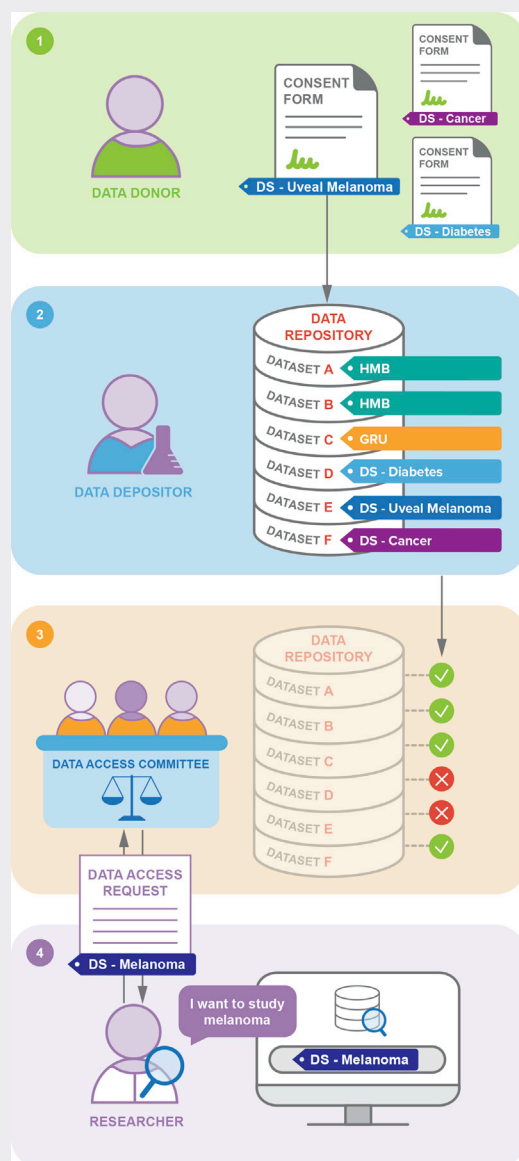 1
CONSENT
FORM
DS - Uveal Melanoma
CONSENT
FORM
DS - Cancer
CONSENT
FORM
DS - Diabetes
DATA DONOR
2
DATA
REPOSITORY
DATASET A
HMB
DATASET B
HMB
DATASET C
GRU
DATASET D
DS - Diabetes
DATASET E
DS - Uveal Melanoma
DATASET F
DS - Cancer
DATA DEPOSITOR
3
DATA ACCESS COMMITTEE
DATA
REPOSITORY
DATASET A
DATASET B
DATASET C
DATASET D
DATASET E
DATASET F
DATA ACCESS
REQUEST
DS - Melanoma
4
I want to study
melanoma
DS - Melanoma
RESEARCHER